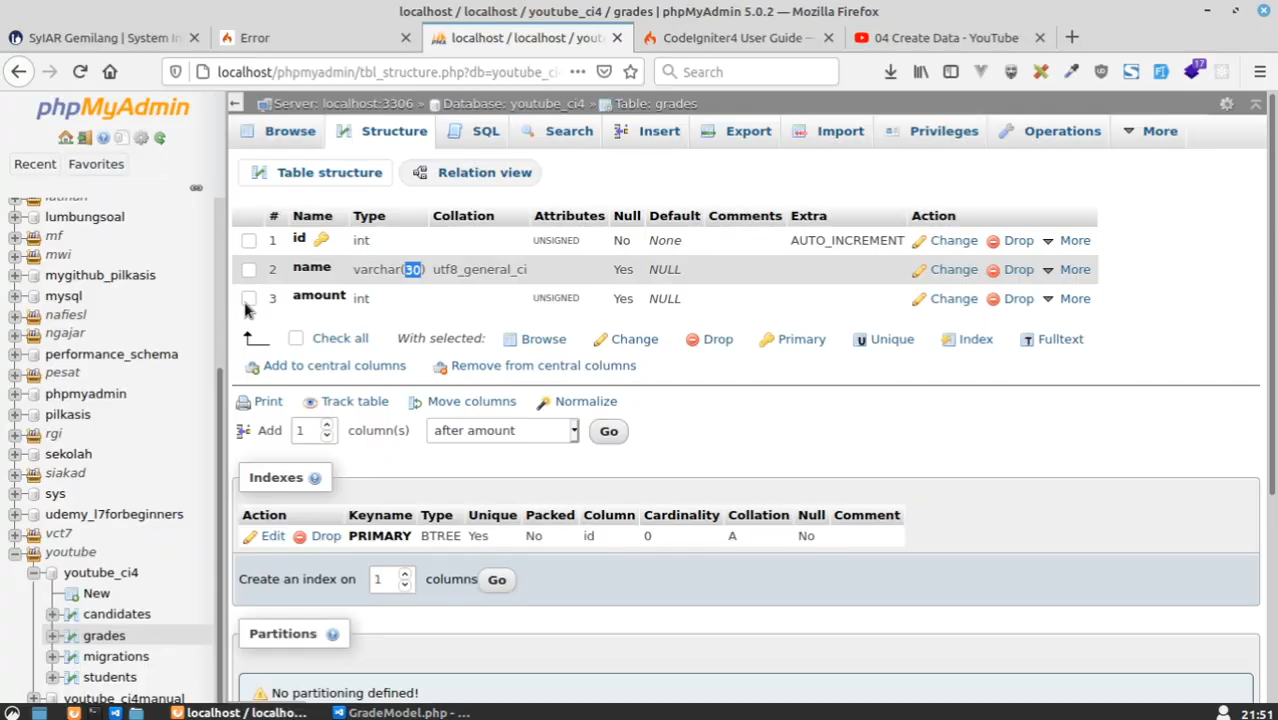 localhost / localhost / youtube_ci4 / grades | phpMyAdmin 5.0.2 — Mozilla Firefox
SyIAR Gemilang | System In
Error
localhost / localhost / yout
CodeIgniter4 User Guide —
04 Create Data - YouTube
localhost/phpmyadmin/tbl_structure.php?db=youtube_ci
Search
17
phpMyAdmin
Recent
Favorites
lumbungsoal
mf
mwi
mygithub_pilkasis
mysql
nafiesl
ngajar
performance_schema
pesat
phpmyadmin
pilkasis
rgi
sekolah
siakad
sys
udemy_l7forbeginners
vct7
youtube
youtube_ci4
New
candidates
grades
migrations
students
youtube_ci4manual
Server: localhost:3306 » Database: youtube_ci4 » Table: grades
Browse Structure SQL Search Insert Export Import Privileges Operations More
Table structure Relation view
# Name Type Collation Attributes Null Default Comments Extra Action
1 id int UNSIGNED No None AUTO_INCREMENT Change Drop More
2 name varchar(30) utf8_general_ci Yes NULL Change Drop More
3 amount int UNSIGNED Yes NULL Change Drop More
Check all With selected: Browse Change Drop Primary Unique Index Fulltext
Add to central columns Remove from central columns
Print Track table Move columns Normalize
Add 1 column(s) after amount Go
Indexes
Action Keyname Type Unique Packed Column Cardinality Collation Null Comment
Edit Drop PRIMARY BTREE Yes No id 0 A No
Create an index on 1 columns Go
Partitions
No partitioning defined!
localhost / localho...
GradeModel.php - ...
21:51